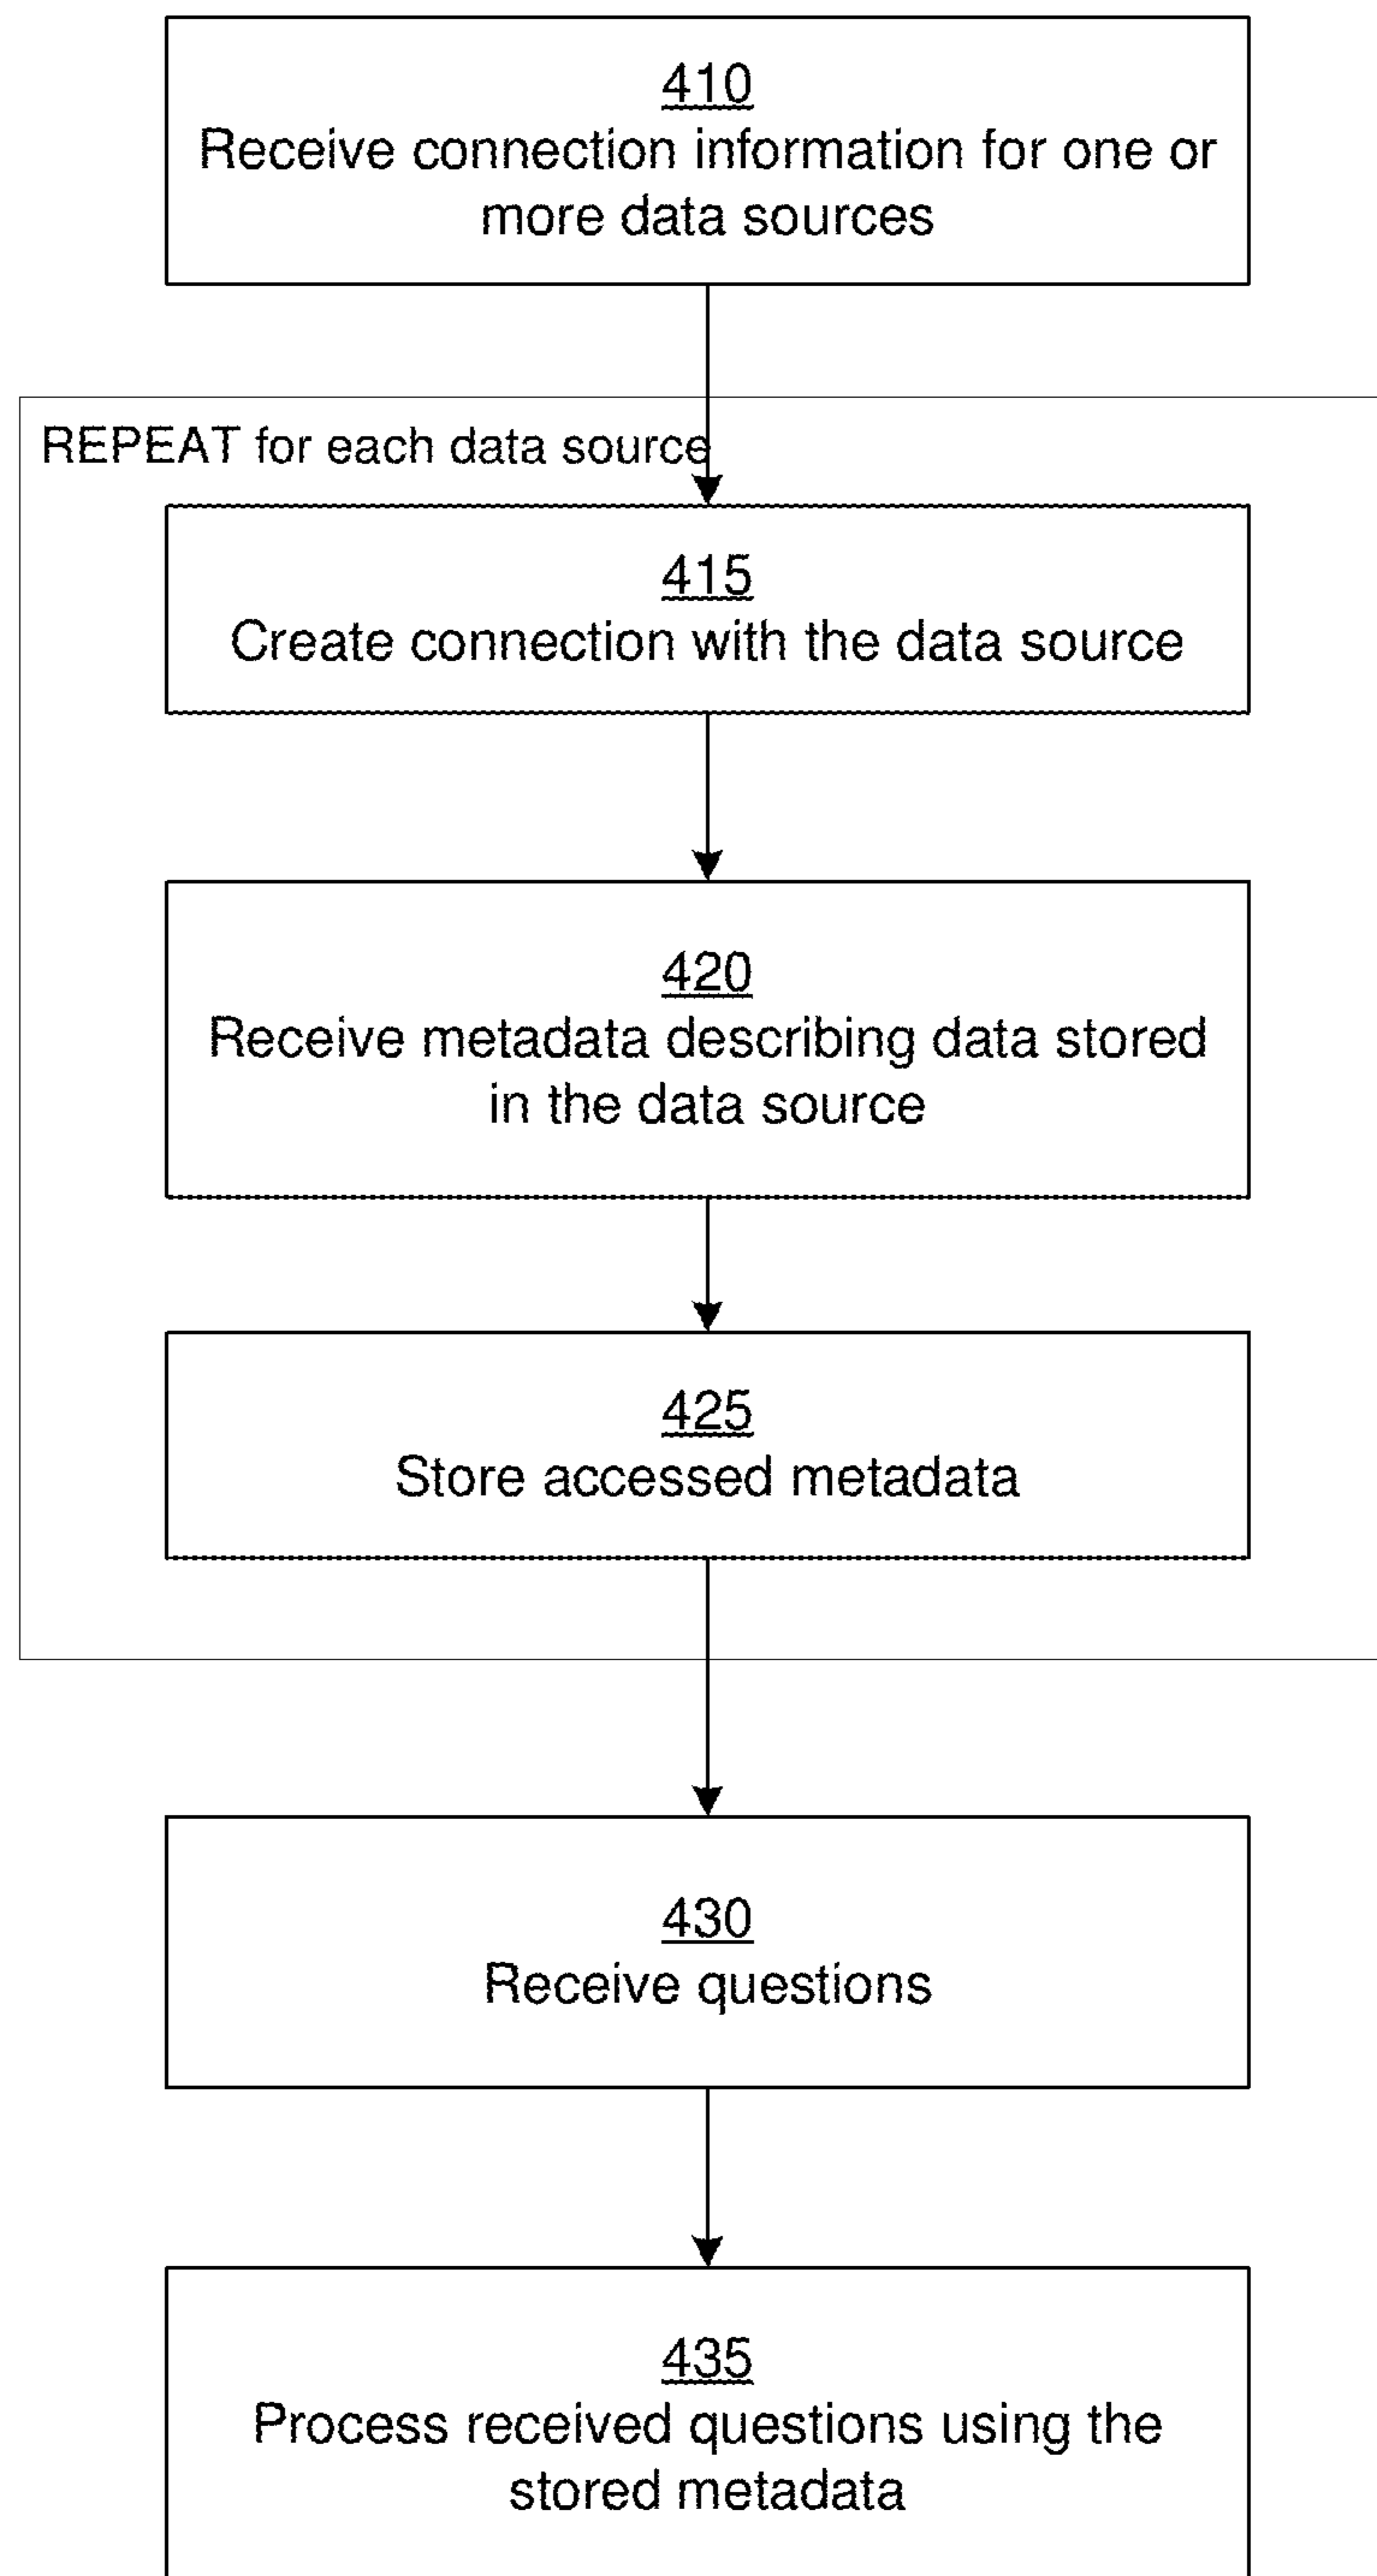 410
Receive connection information for one or
more data sources
REPEAT for each data source
415
Create connection with the data source
420
Receive metadata describing data stored
in the data source
425
Store accessed metadata
430
Receive questions
435
Process received questions using the
stored metadata